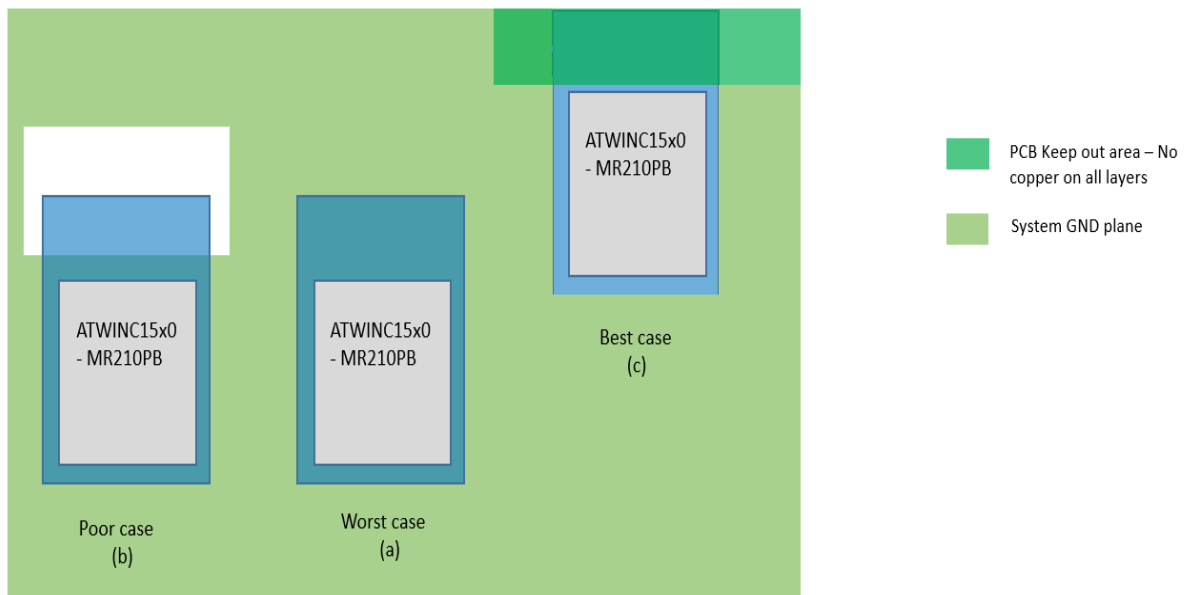 ATWINC15x0
- MR210PB
Poor case
(b)
ATWINC15x0
- MR210PB
Worst case
(a)
ATWINC15x0
- MR210PB
Best case
(c)
PCB Keep out area – No
copper on all layers
System GND plane